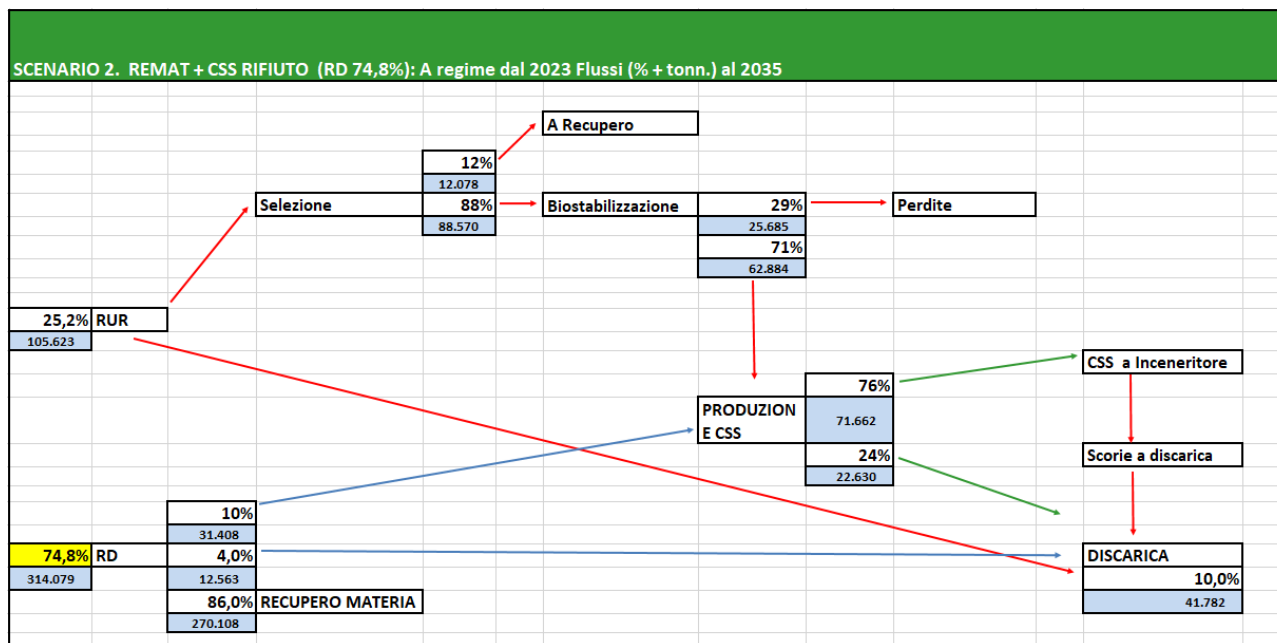 SCENARIO 2. REMAT + CSS RIFIUTO (RD 74,8%): A regime dal 2023 Flussi (% + tonn.) al 2035
A Recupero
12%
12.078
Selezione 88% Biostabilizzazione 29% Perdite
88.570 25.685
71%
62.884
25,2% RUR
105.623
CSS a Inceneritore
76%
PRODUZION
E CSS
71.662
24% Scorie a discarica
22.630
10%
31.408
74,8% RD 4,0% DISCARICA
314.079 12.563 10,0%
86,0% RECUPERO MATERIA 41.782
270.108